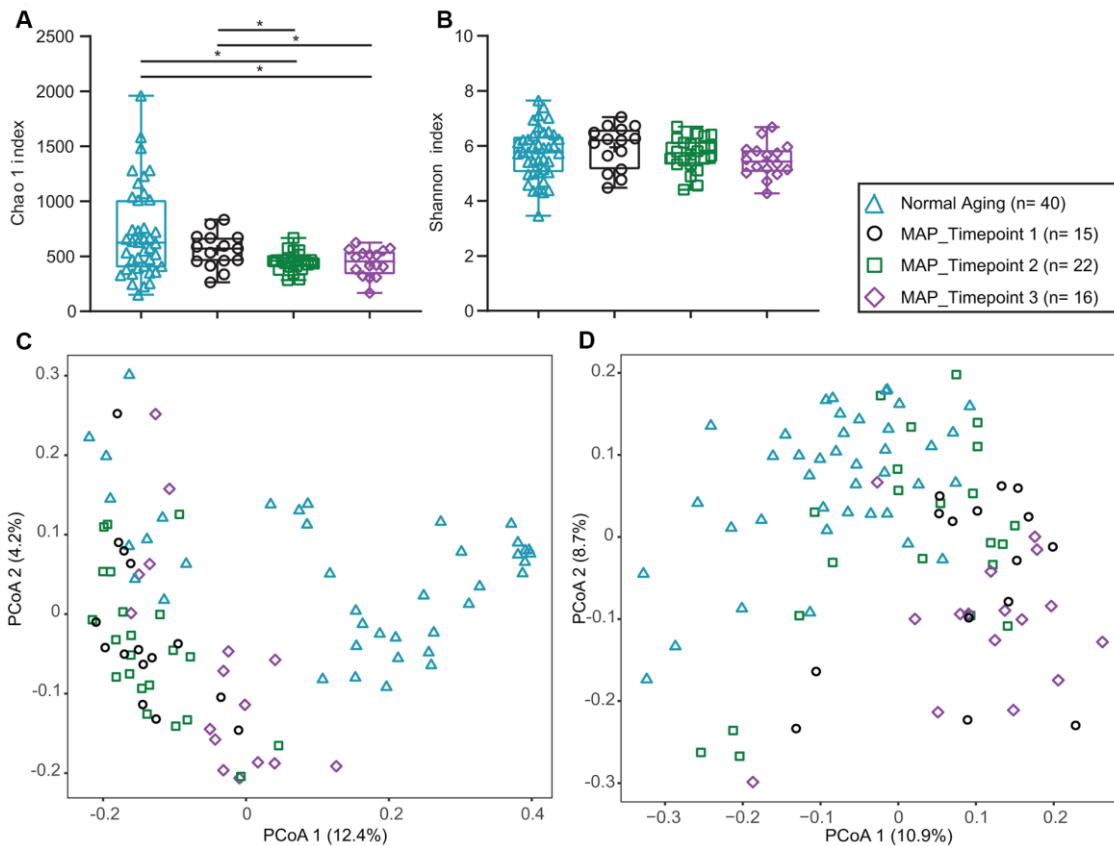 A
Chao 1 index
2500
2000
1500
1000
500
0
*
*
*
*
B
Shannon index
10
8
6
4
2
0
Normal Aging (n= 40)
MAP_Timepoint 1 (n= 15)
MAP_Timepoint 2 (n= 22)
MAP_Timepoint 3 (n= 16)
C
PCoA 2 (4.2%)
0.3
0.2
0.1
0
-0.1
-0.2
-0.2
0
0.2
0.4
PCoA 1 (12.4%)
D
PCoA 2 (8.7%)
0.2
0.1
0
-0.1
-0.2
-0.3
−0.3
−0.2
−0.1
0
0.1
0.2
PCoA 1 (10.9%)